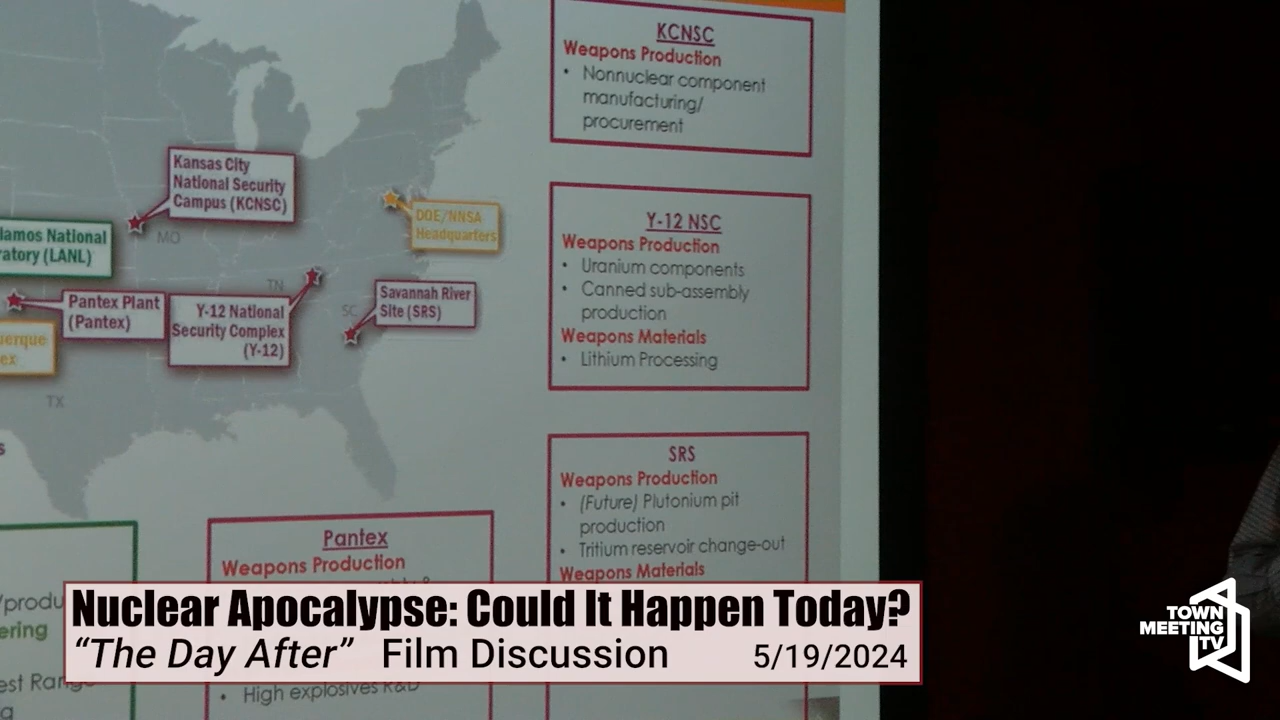 KCNSC
Weapons Production
• Nonnuclear component
manufacturing/
procurement
Kansas City
National Security
Campus (KCNSC)
MO
DOE/NNSA
Headquarters
lamos National
ratory (LANL)
Y-12 NSC
Weapons Production
• Uranium components
• Canned sub-assembly
production
Weapons Materials
• Lithium Processing
TN
Pantex Plant
(Pantex)
Y-12 National
Security Complex
(Y-12)
SC
Savannah River
Site (SRS)
uerque
ex
TX
s
SRS
Weapons Production
• (Future) Plutonium pit
production
• Tritium reservoir change-out
Weapons Materials
Pantex
Weapons Production
/produ
ering
est Rang
g
• High explosives R&D
Nuclear Apocalypse: Could It Happen Today?
“The Day After” Film Discussion 5/19/2024
TOWN
MEETING
TV